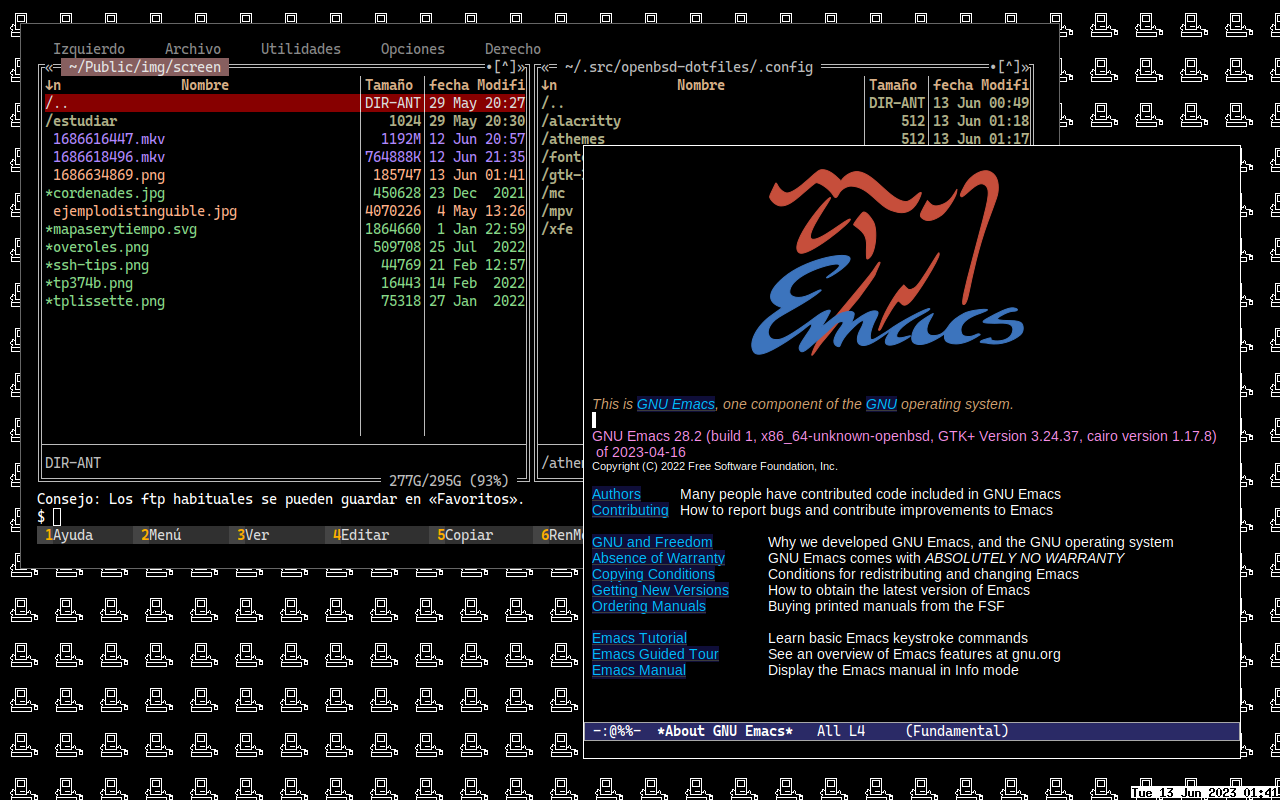 Izquierdo Archivo Utilidades Opciones Derecho
«─ ~/Public/img/screen •[^]»
↓n Nombre Tamaño fecha Modifi
/.. DIR-ANT 29 May 20:27
/estudiar 1024 29 May 20:30
1686616447.mkv 1192M 12 Jun 20:57
1686618496.mkv 764888K 12 Jun 21:35
1686634869.png 185747 13 Jun 01:41
*cordenades.jpg 450628 23 Dec 2021
ejemplodistinguible.jpg 4070226 4 May 13:26
*mapaserytiempo.svg 1864660 1 Jan 22:59
*overoles.png 509708 25 Jul 2022
*ssh-tips.png 44769 21 Feb 12:57
*tp374b.png 16443 14 Feb 2022
*tplissette.png 75318 27 Jan 2022
DIR-ANT
277G/295G (93%)
«─ ~/.src/openbsd-dotfiles/.config •[^]»
↓n Nombre Tamaño fecha Modifi
/.. DIR-ANT 13 Jun 00:49
/alacritty 512 13 Jun 01:18
/athemes 512 13 Jun 01:17
/font
/gtk-
/mc
/mpv
/xfe
/athe
Consejo: Los ftp habituales se pueden guardar en «Favoritos».
$
1Ayuda 2Menú 3Ver 4Editar 5Copiar 6RenM
Emacs
This is GNU Emacs, one component of the GNU operating system.
GNU Emacs 28.2 (build 1, x86_64-unknown-openbsd, GTK+ Version 3.24.37, cairo version 1.17.8)
of 2023-04-16
Copyright (C) 2022 Free Software Foundation, Inc.
Authors Many people have contributed code included in GNU Emacs
Contributing How to report bugs and contribute improvements to Emacs
GNU and Freedom Why we developed GNU Emacs, and the GNU operating system
Absence of Warranty GNU Emacs comes with ABSOLUTELY NO WARRANTY
Copying Conditions Conditions for redistributing and changing Emacs
Getting New Versions How to obtain the latest version of Emacs
Ordering Manuals Buying printed manuals from the FSF
Emacs Tutorial Learn basic Emacs keystroke commands
Emacs Guided Tour See an overview of Emacs features at gnu.org
Emacs Manual Display the Emacs manual in Info mode
-:@%%- *About GNU Emacs* All L4 (Fundamental)
Tue 13 Jun 2023 01:41